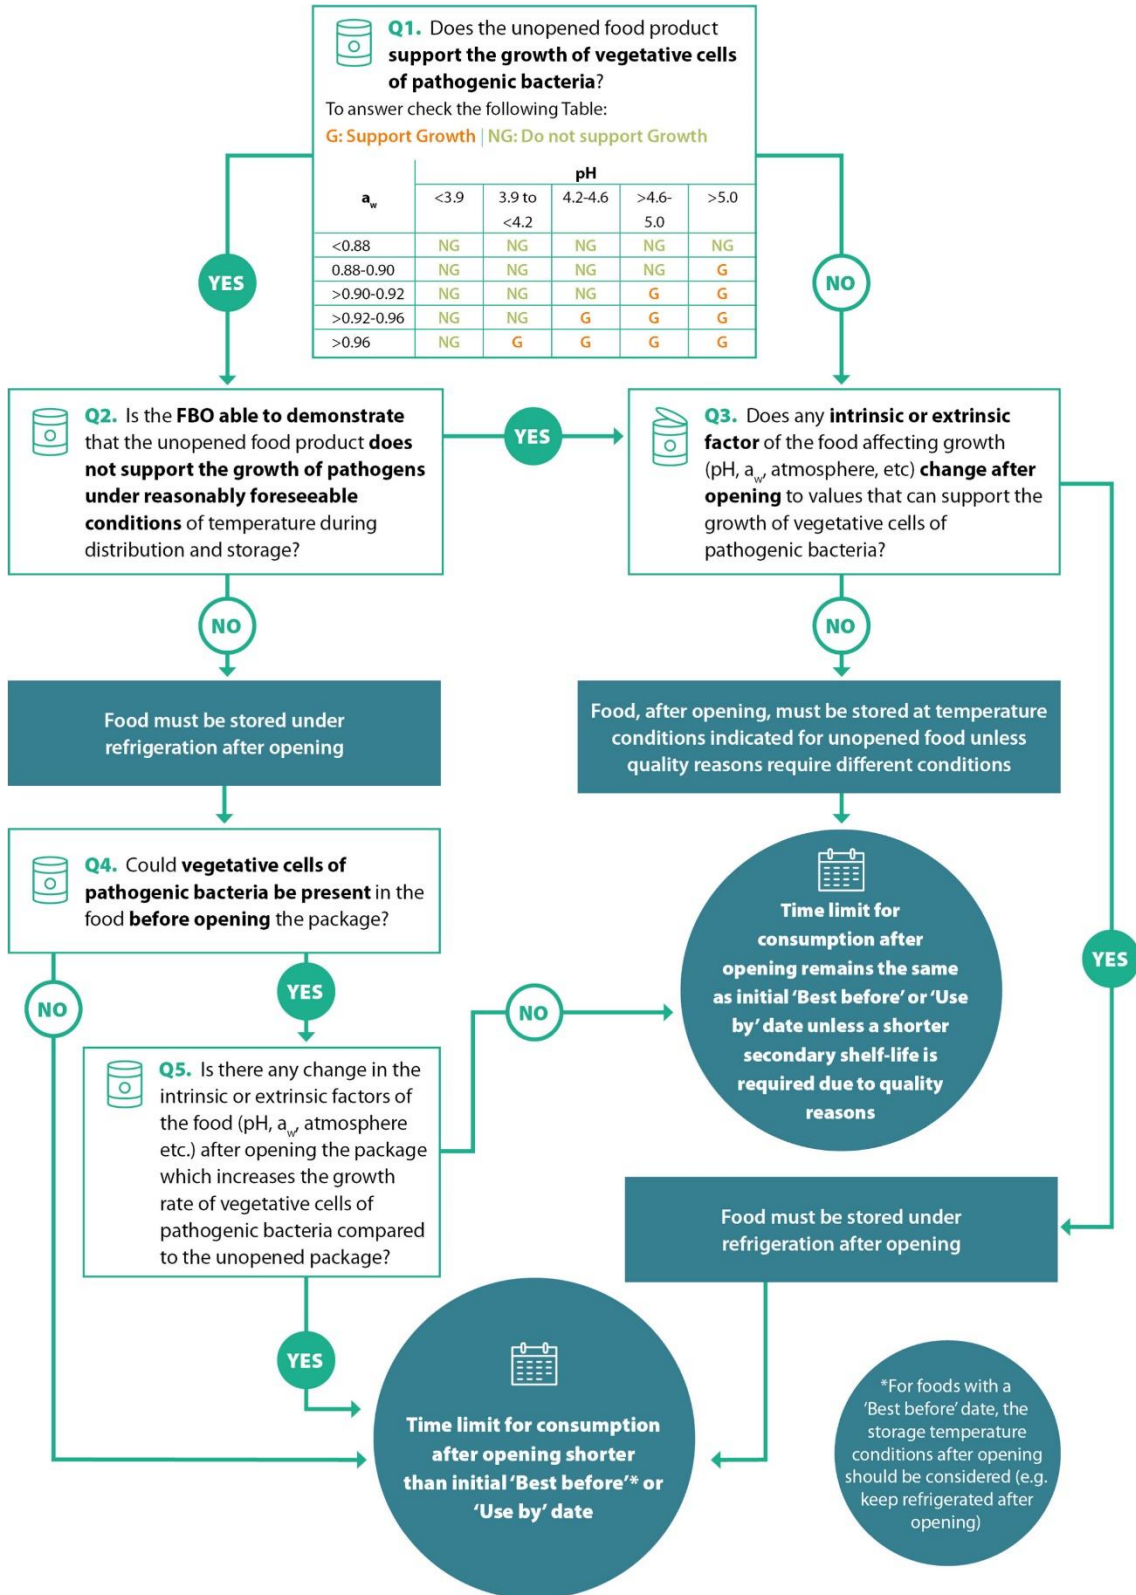 Q1. Does the unopened food product
support the growth of vegetative cells
of pathogenic bacteria?
To answer check the following Table:
G: Support Growth | NG: Do not support Growth
pH
a_w <3.9 3.9 to <4.2 4.2-4.6 >4.6-5.0 >5.0
<0.88 NG NG NG NG NG
0.88-0.90 NG NG NG NG G
>0.90-0.92 NG NG NG G G
>0.92-0.96 NG NG G G G
>0.96 NG G G G G
YES
NO
Q2. Is the FBO able to demonstrate
that the unopened food product does
not support the growth of pathogens
under reasonably foreseeable
conditions of temperature during
distribution and storage?
YES
Q3. Does any intrinsic or extrinsic
factor of the food affecting growth
(pH, a_w, atmosphere, etc) change after
opening to values that can support the
growth of vegetative cells of
pathogenic bacteria?
NO
NO
Food must be stored under
refrigeration after opening
Food, after opening, must be stored at temperature
conditions indicated for unopened food unless
quality reasons require different conditions
Q4. Could vegetative cells of
pathogenic bacteria be present in the
food before opening the package?
Time limit for
consumption after
opening remains the same
as initial ‘Best before’ or ‘Use
by’ date unless a shorter
secondary shelf-life is
required due to quality
reasons
YES
NO
YES
NO
Q5. Is there any change in the
intrinsic or extrinsic factors of
the food (pH, a_w, atmosphere
etc.) after opening the package
which increases the growth
rate of vegetative cells of
pathogenic bacteria compared
to the unopened package?
Food must be stored under
refrigeration after opening
YES
Time limit for consumption
after opening shorter
than initial ‘Best before’* or
‘Use by’ date
*For foods with a
‘Best before’ date, the
storage temperature
conditions after opening
should be considered (e.g.
keep refrigerated after
opening)